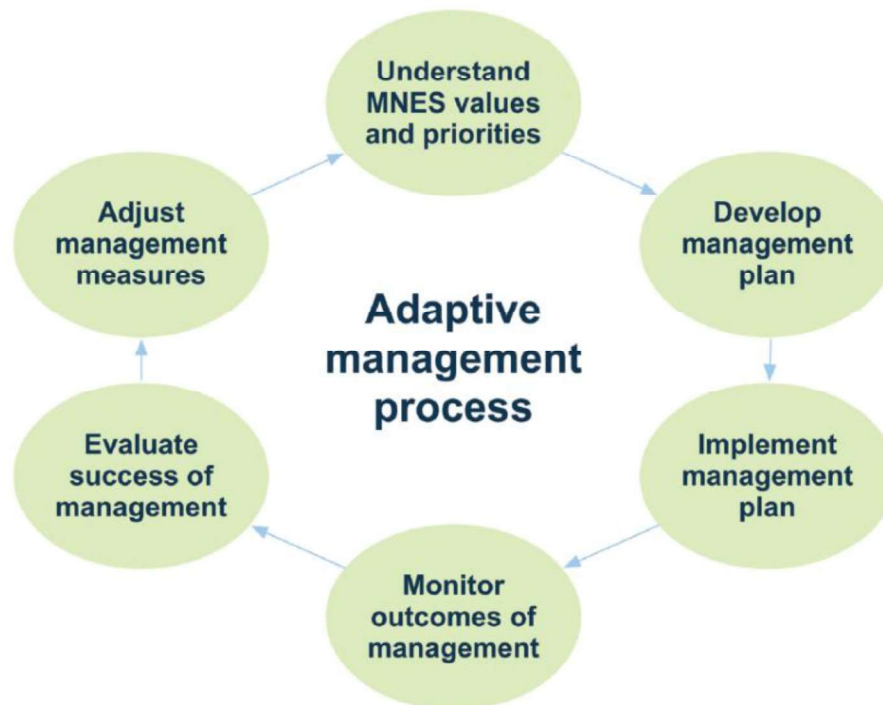 Understand
MNES values
and priorities
Develop
management
plan
Implement
management
plan
Monitor
outcomes of
management
Evaluate
success of
management
Adjust
management
measures
Adaptive
management
process